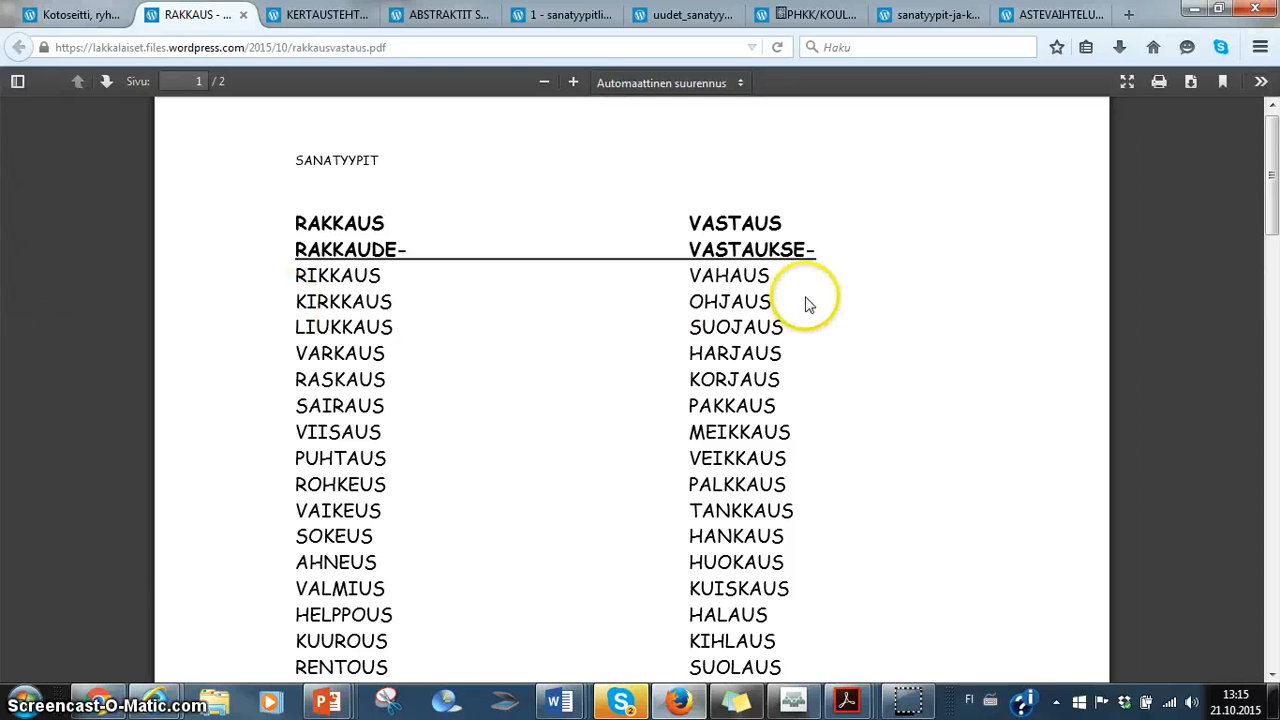 Kotoseitti, ryh...
RAKKAUS - ...
KERTAUSTEHT...
ABSTRAKTIT S...
1 - sanatyypitli...
uudet_sanatyy...
PHKK/KOUL...
sanatyypit-ja-k...
ASTEVAIHTELU...
https://lakkalaiset.files.wordpress.com/2015/10/rakkausvastaus.pdf
Haku
Sivu: 1 / 2
Automaattinen suurennus
SANATYYPIT
RAKKAUS VASTAUS
RAKKAUDE- VASTAUKSE-
RIKKAUS VAHAUS
KIRKKAUS OHJAUS
LIUKKAUS SUOJAUS
VARKAUS HARJAUS
RASKAUS KORJAUS
SAIRAUS PAKKAUS
VIISAUS MEIKKAUS
PUHTAUS VEIKKAUS
ROHKEUS PALKKAUS
VAIKEUS TANKKAUS
SOKEUS HANKAUS
AHNEUS HUOKAUS
VALMIUS KUISKAUS
HELPPOUS HALAUS
KUUROUS KIHLAUS
RENTOUS SUOLAUS
Screencast-O-Matic.com
2
FI
13:15
21.10.2015